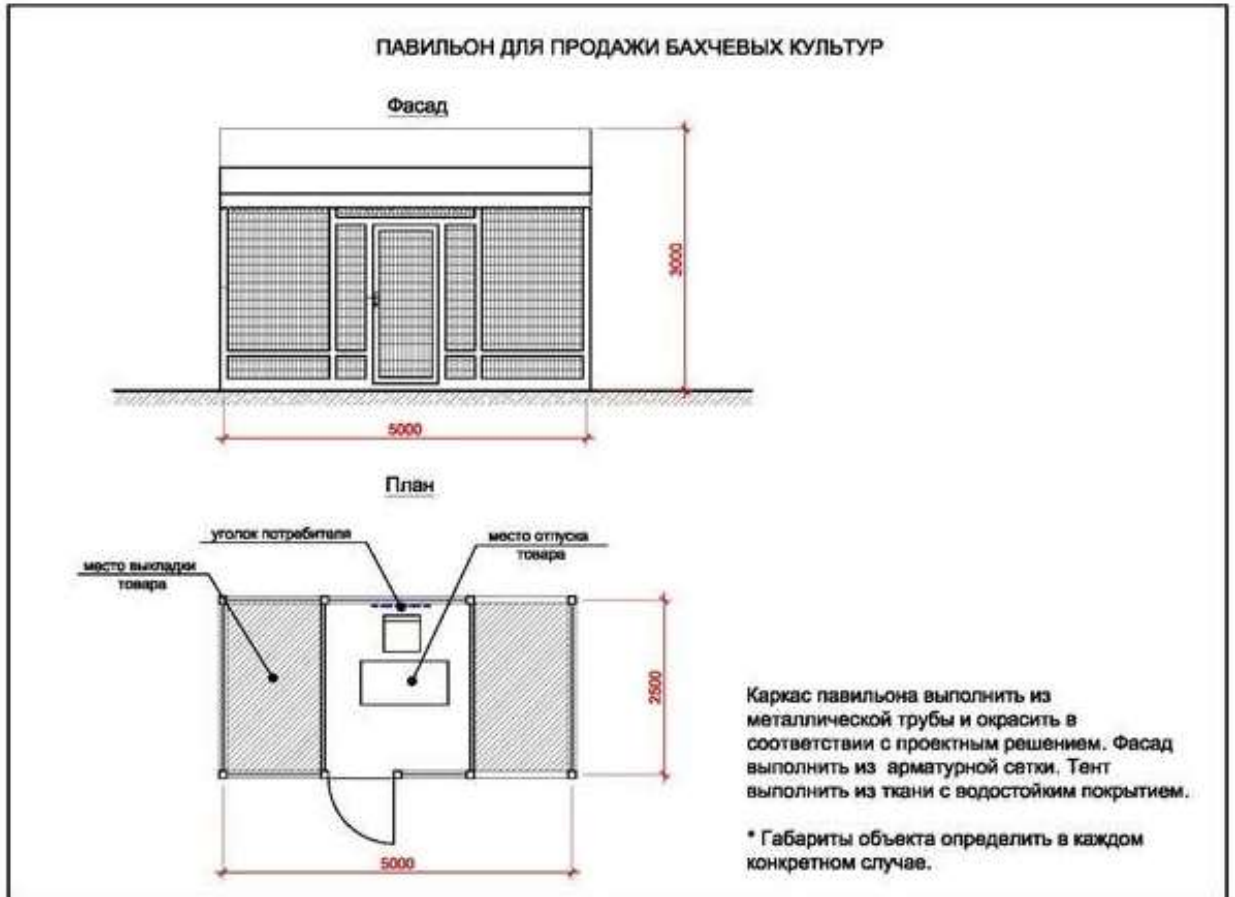 ПАВИЛЬОН ДЛЯ ПРОДАЖИ БАХЧЕВЫХ КУЛЬТУР
Фасад
3000
5000
План
уголок потребителя
место отпуска
товара
место выкладки
товара
2500
5000
Каркас павильона выполнить из
металлической трубы и окрасить в
соответствии с проектным решением. Фасад
выполнить из арматурной сетки. Тент
выполнить из ткани с водостойким покрытием.
* Габариты объекта определить в каждом
конкретном случае.